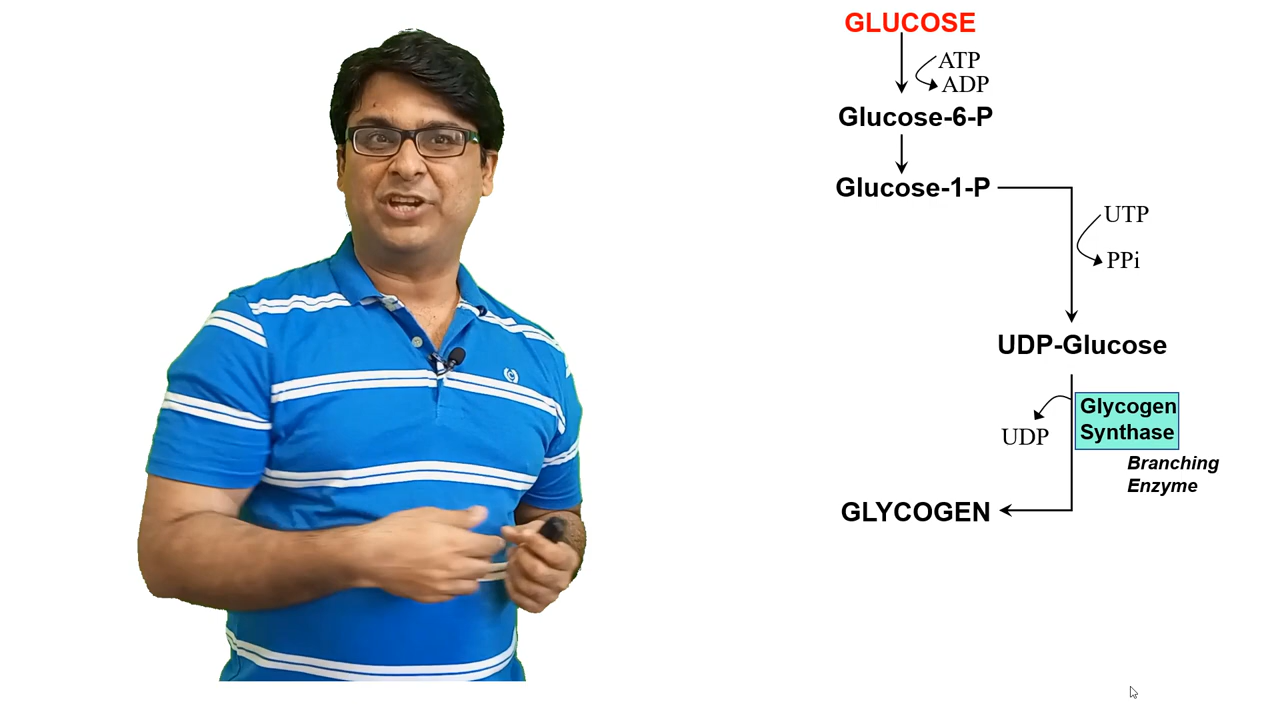 GLUCOSE
ATP
ADP
Glucose-6-P
Glucose-1-P
UTP
PPi
UDP-Glucose
Glycogen
Synthase
UDP
Branching
Enzyme
GLYCOGEN